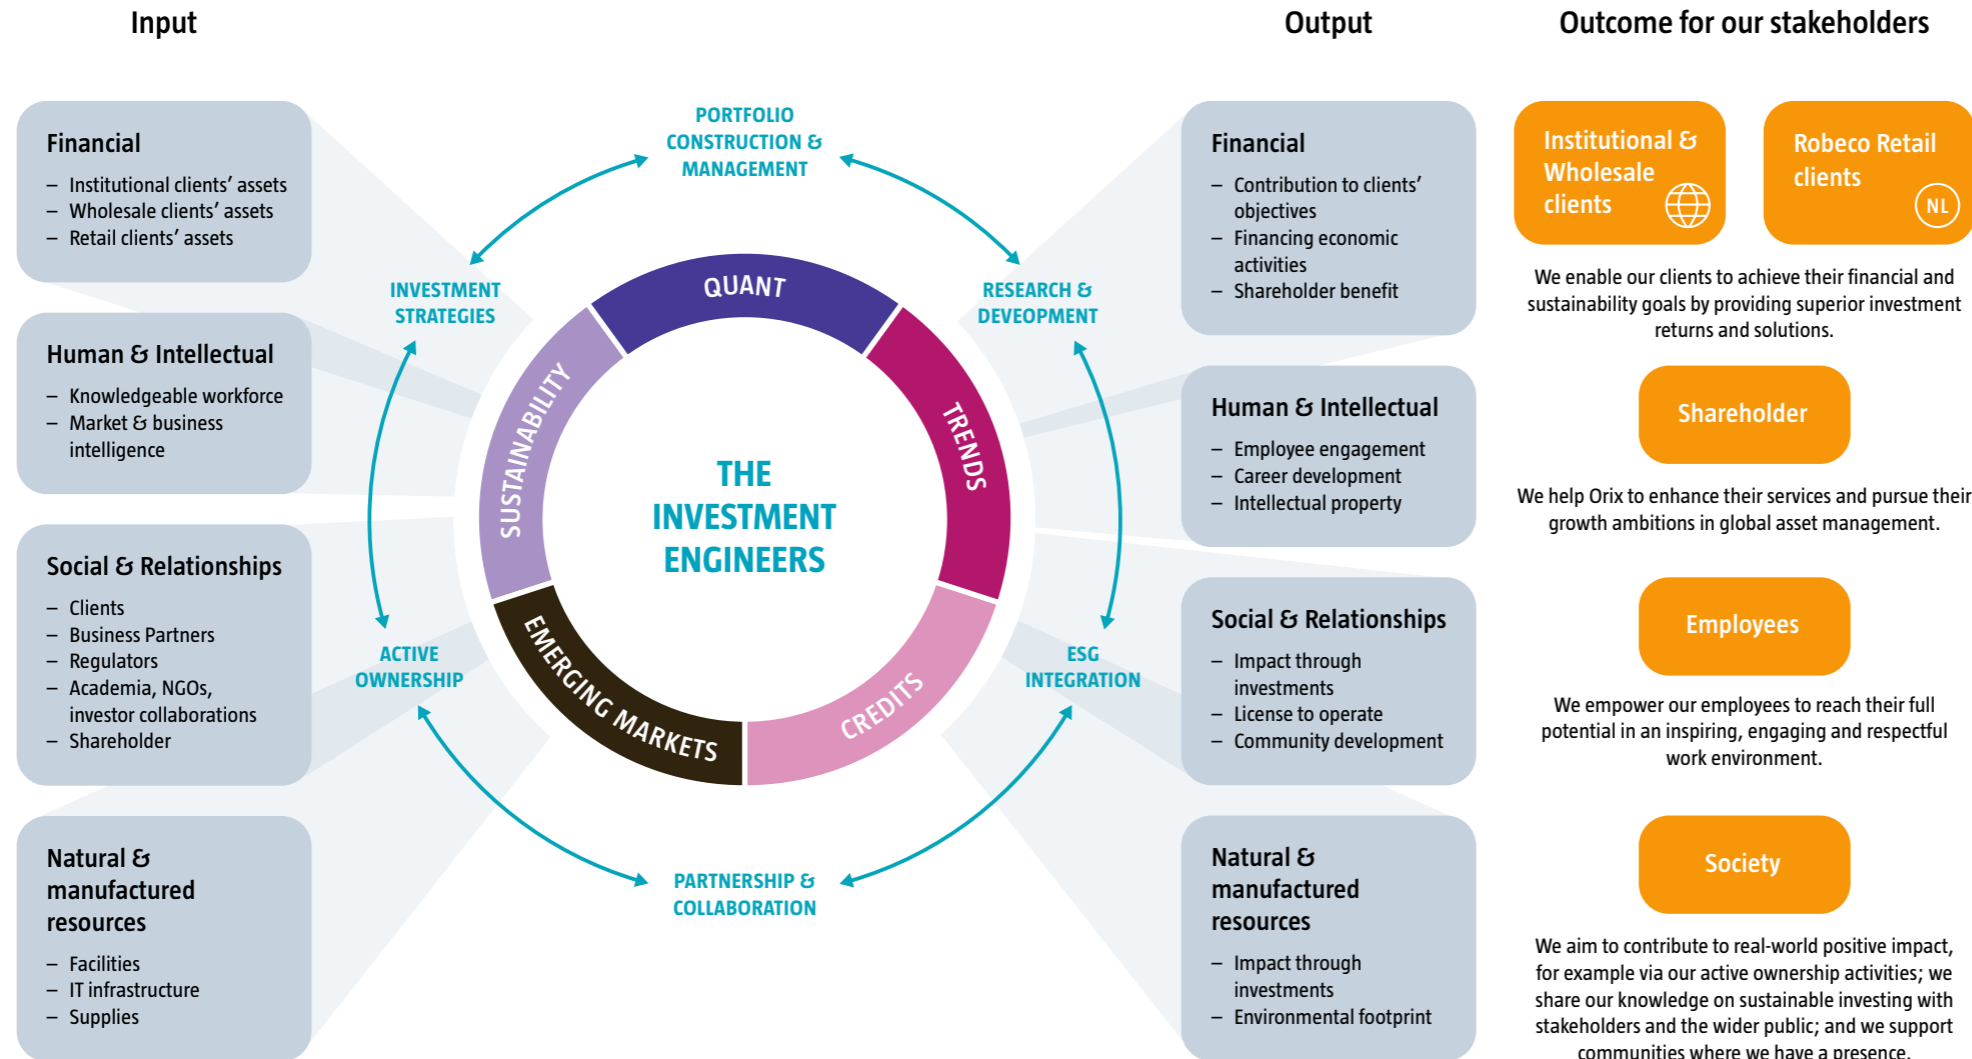 Input
Output
Outcome for our stakeholders
Financial
– Institutional clients’ assets
– Wholesale clients’ assets
– Retail clients’ assets
Human & Intellectual
– Knowledgeable workforce
– Market & business
intelligence
Social & Relationships
– Clients
– Business Partners
– Regulators
– Academia, NGOs,
investor collaborations
– Shareholder
Natural &
manufactured
resources
– Facilities
– IT infrastructure
– Supplies
PORTFOLIO
CONSTRUCTION &
MANAGEMENT
INVESTMENT
STRATEGIES
RESEARCH &
DEVEOPMENT
ACTIVE
OWNERSHIP
ESG
INTEGRATION
PARTNERSHIP &
COLLABORATION
QUANT
TRENDS
CREDITS
EMERGING MARKETS
SUSTAINABILITY
THE
INVESTMENT
ENGINEERS
Financial
– Contribution to clients’
objectives
– Financing economic
activities
– Shareholder benefit
Human & Intellectual
– Employee engagement
– Career development
– Intellectual property
Social & Relationships
– Impact through
investments
– License to operate
– Community development
Natural &
manufactured
resources
– Impact through
investments
– Environmental footprint
Institutional &
Wholesale
clients
Robeco Retail
clients
NL
We enable our clients to achieve their financial and
sustainability goals by providing superior investment
returns and solutions.
Shareholder
We help Orix to enhance their services and pursue their
growth ambitions in global asset management.
Employees
We empower our employees to reach their full
potential in an inspiring, engaging and respectful
work environment.
Society
We aim to contribute to real-world positive impact,
for example via our active ownership activities; we
share our knowledge on sustainable investing with
stakeholders and the wider public; and we support
communities where we have a presence.